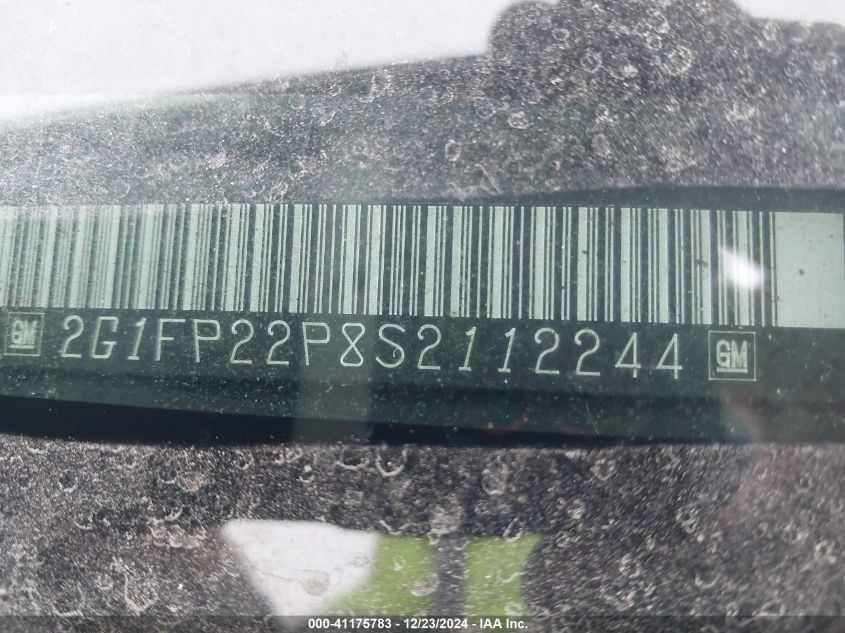 GM 2G1FP22P8S2112244 GM
000-41175783 - 12/23/2024 - IAA Inc.